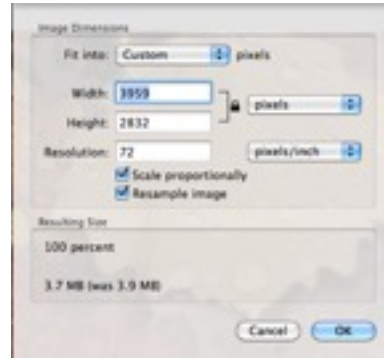 Image Dimensions
Fit into: Custom pixels
Width: 3959
pixels
Height: 2832
Resolution: 72 pixels/inch
Scale proportionally
Resample image
Resulting Size
100 percent
3.7 MB (was 3.9 MB)
Cancel OK